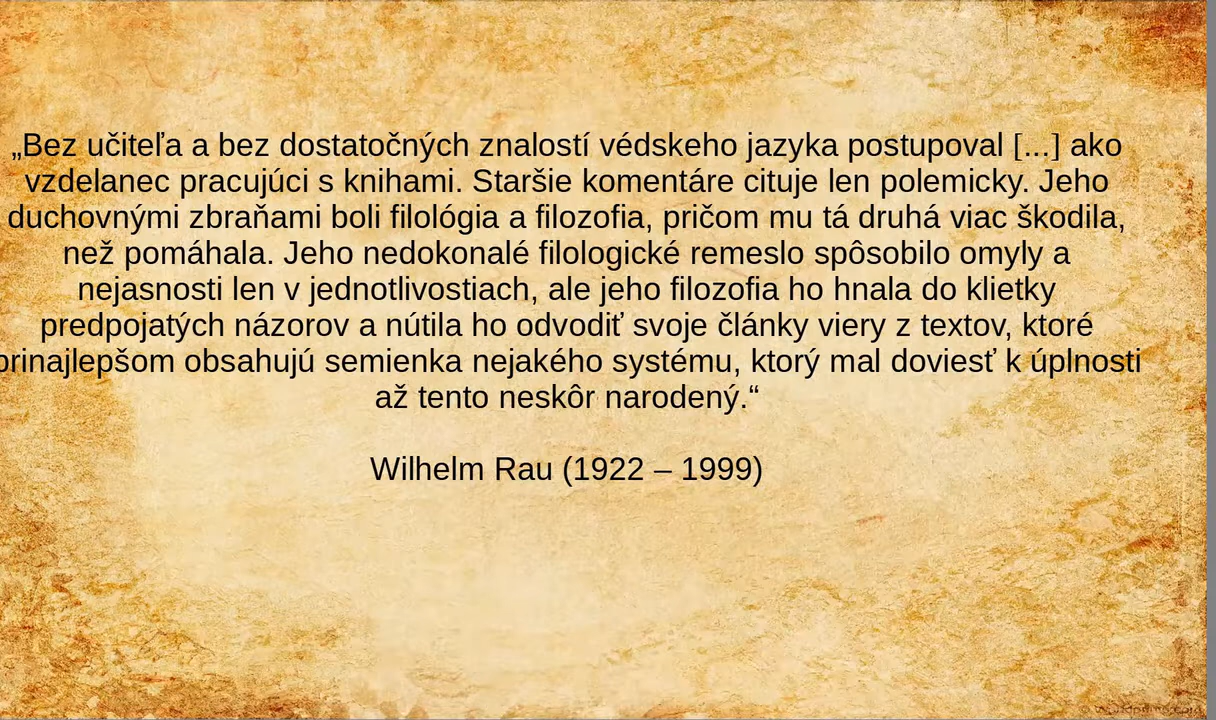 „Bez učiteľa a bez dostatočných znalostí védskeho jazyka postupoval [...] ako
vzdelanec pracujúci s knihami. Staršie komentáre cituje len polemicky. Jeho
duchovnými zbraňami boli filológia a filozofia, pričom mu tá druhá viac škodila,
než pomáhala. Jeho nedokonalé filologické remeslo spôsobilo omyly a
nejasnosti len v jednotlivostiach, ale jeho filozofia ho hnala do klietky
predpojatých názorov a nútila ho odvodiť svoje články viery z textov, ktoré
prinajlepšom obsahujú semienka nejakého systému, ktorý mal doviesť k úplnosti
až tento neskôr narodený.“
Wilhelm Rau (1922 – 1999)